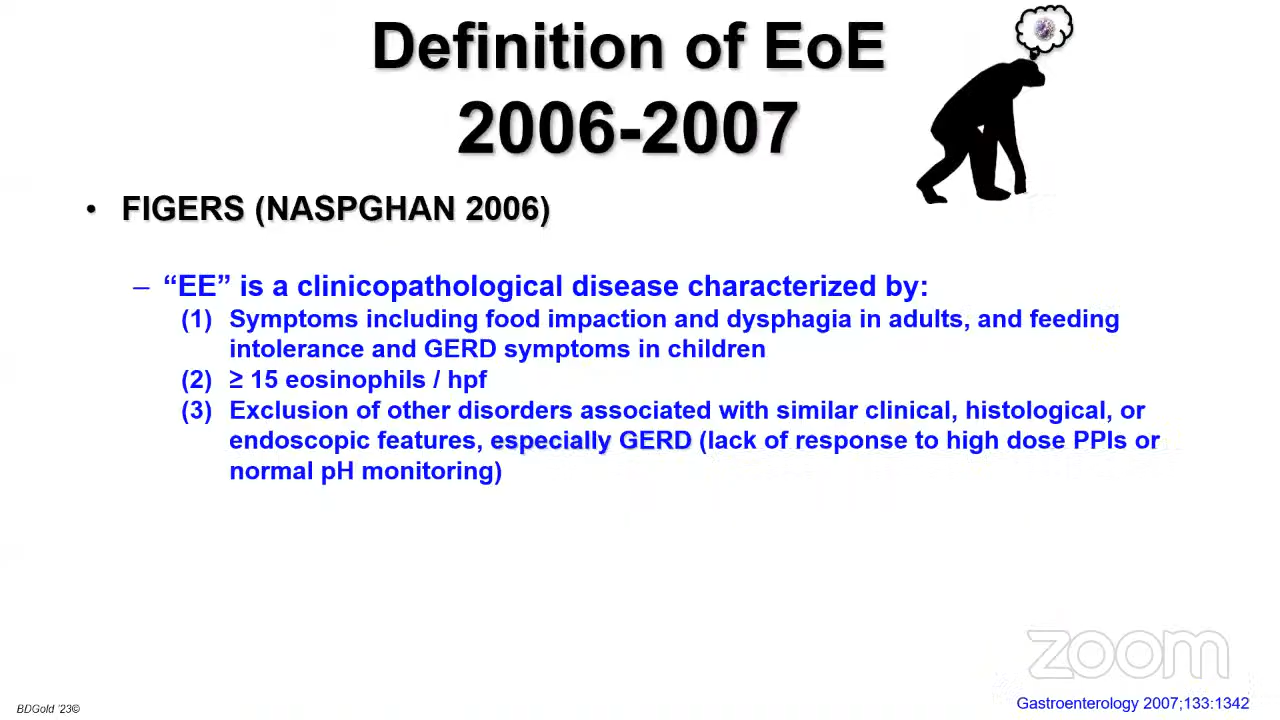 Definition of EoE
2006-2007
• FIGERS (NASPGHAN 2006)
– “EE” is a clinicopathological disease characterized by:
(1) Symptoms including food impaction and dysphagia in adults, and feeding
intolerance and GERD symptoms in children
(2) ≥ 15 eosinophils / hpf
(3) Exclusion of other disorders associated with similar clinical, histological, or
endoscopic features, especially GERD (lack of response to high dose PPIs or
normal pH monitoring)
zoom
Gastroenterology 2007;133:1342
BDGold '23©